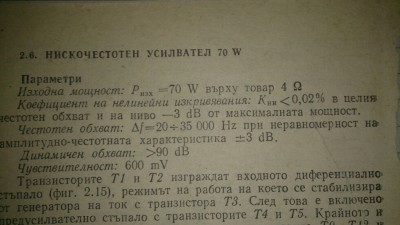 2.6. НИСКОЧЕСТОТЕН УСИЛВАТЕЛ 70 W
Параметри
Изходна мощност: Pизх =70 W върху товар 4 Ω
Коефициент на нелинейни изкривявания: Kни <0,02% в целия
честотен обхват и на ниво —3 dB от максималната мощност.
Честотен обхват: Δf=20÷35 000 Hz при неравномерност на
амплитудно-честотната характеристика ±3 dB.
Динамичен обхват: >90 dB
Чувствителност: 600 mV
Транзисторите T1 и T2 изграждат входното диференциално
стъпало (фиг. 2.15), режимът на работа на което се стабилизира
от генератора на ток с транзистора T3. След това е включено
предусилвателно стъпало с транзисторите T4 и T5. Крайното и